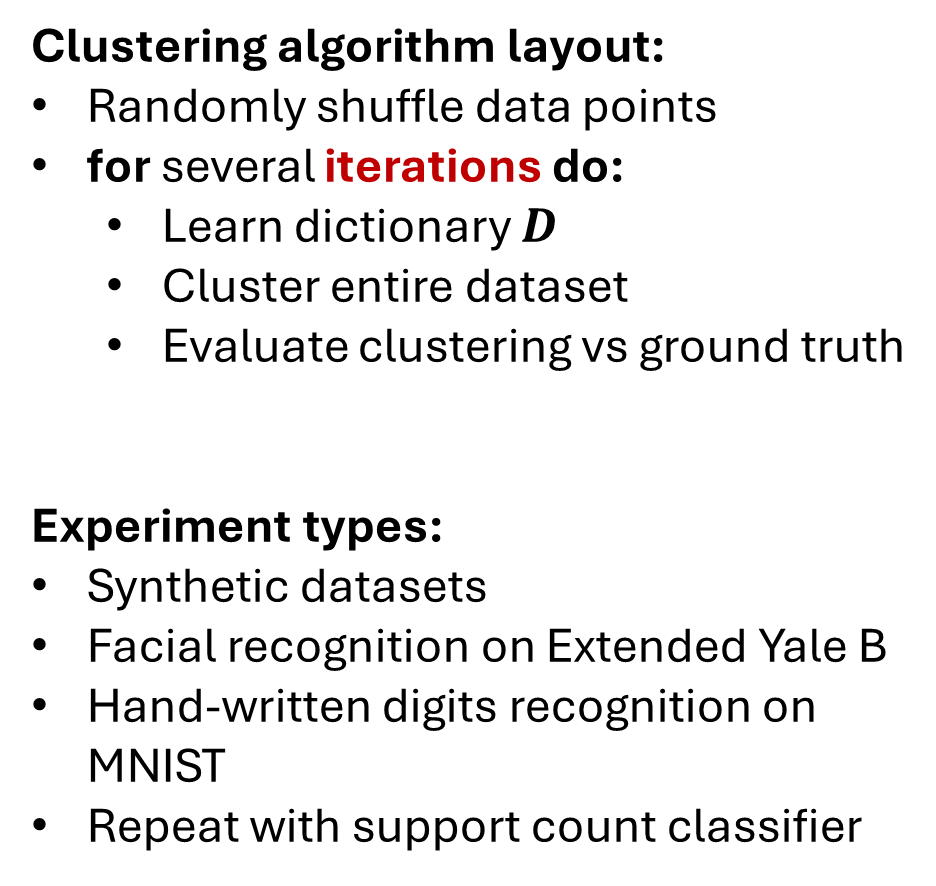 Clustering algorithm layout:
• Randomly shuffle data points
• for several iterations do:
• Learn dictionary D
• Cluster entire dataset
• Evaluate clustering vs ground truth
Experiment types:
• Synthetic datasets
• Facial recognition on Extended Yale B
• Hand-written digits recognition on
MNIST
• Repeat with support count classifier